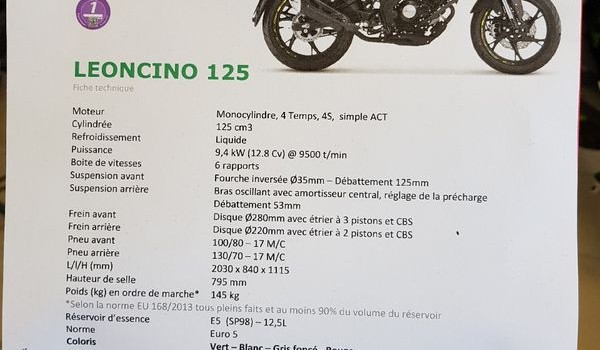 1
LEONCINO 125
Fiche technique
Moteur Monocylindre, 4 Temps, 4S, simple ACT
Cylindrée 125 cm3
Refroidissement Liquide
Puissance 9,4 kW (12.8 Cv) @ 9500 t/min
Boite de vitesses 6 rapports
Suspension avant Fourche inversée Ø35mm – Débattement 125mm
Suspension arrière Bras oscillant avec amortisseur central, réglage de la précharge
Débattement 53mm
Frein avant Disque Ø280mm avec étrier à 3 pistons et CBS
Frein arrière Disque Ø220mm avec étrier à 2 pistons et CBS
Pneu avant 100/80 – 17 M/C
Pneu arrière 130/70 – 17 M/C
L/l/H (mm) 2030 x 840 x 1115
Hauteur de selle 795 mm
Poids (kg) en ordre de marche* 145 kg
*Selon la norme EU 168/2013 tous pleins faits et au moins 90% du volume du réservoir
Réservoir d'essence E5 (SP98) – 12,5L
Norme Euro 5
Coloris Vert – Blanc – Gris foncé - Rouge